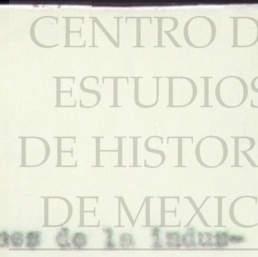 CENTRO D
ESTUDIOS
DE HISTOR
DE MEXIC
es de la indus-